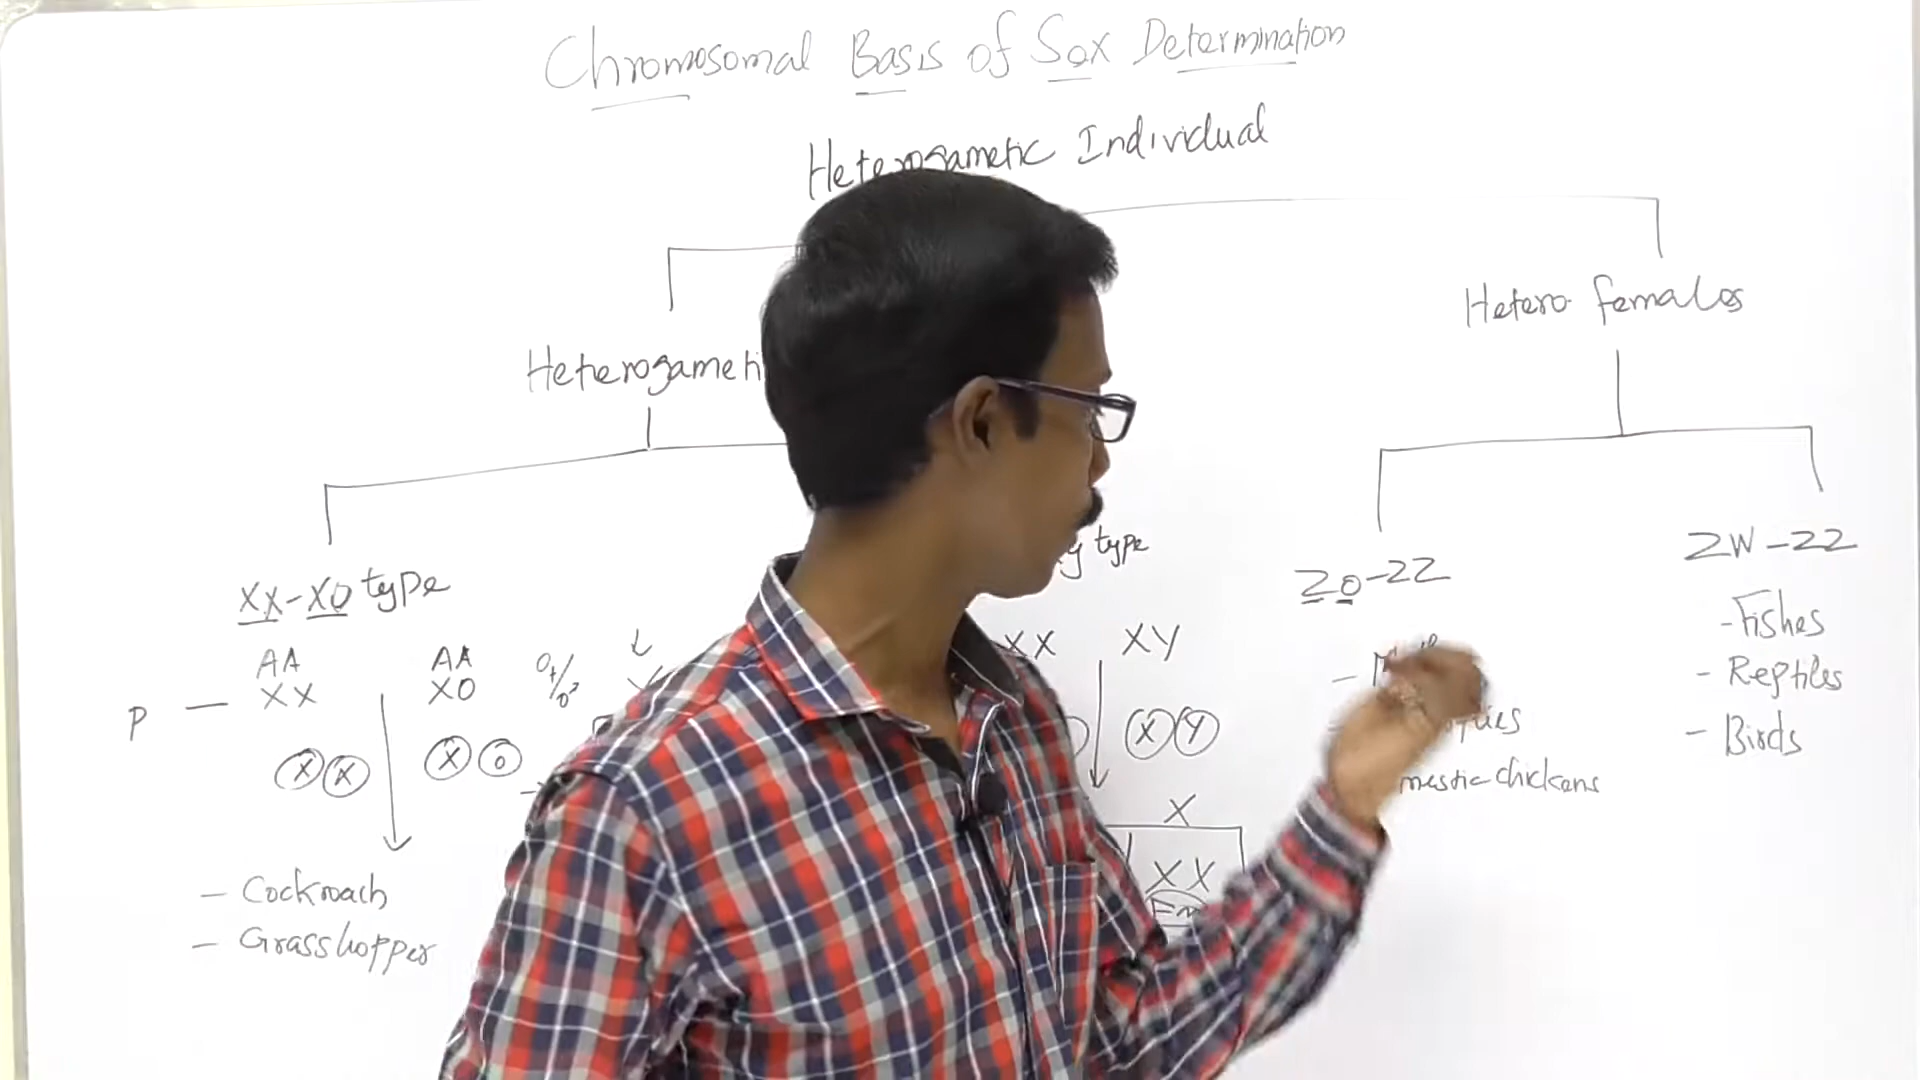 Chromosomal Basis of Sex Determination
Heterogametic Individual
Hetero females
Heterogameti
XX-XO type
AA
XX
AA
XO
P —
X X
X O
y type
XX
XY
X Y
X
XX
ZO-ZZ
mestic chickens
ZW-ZZ
- Fishes
- Reptiles
- Birds
- Cockroach
- Grasshopper